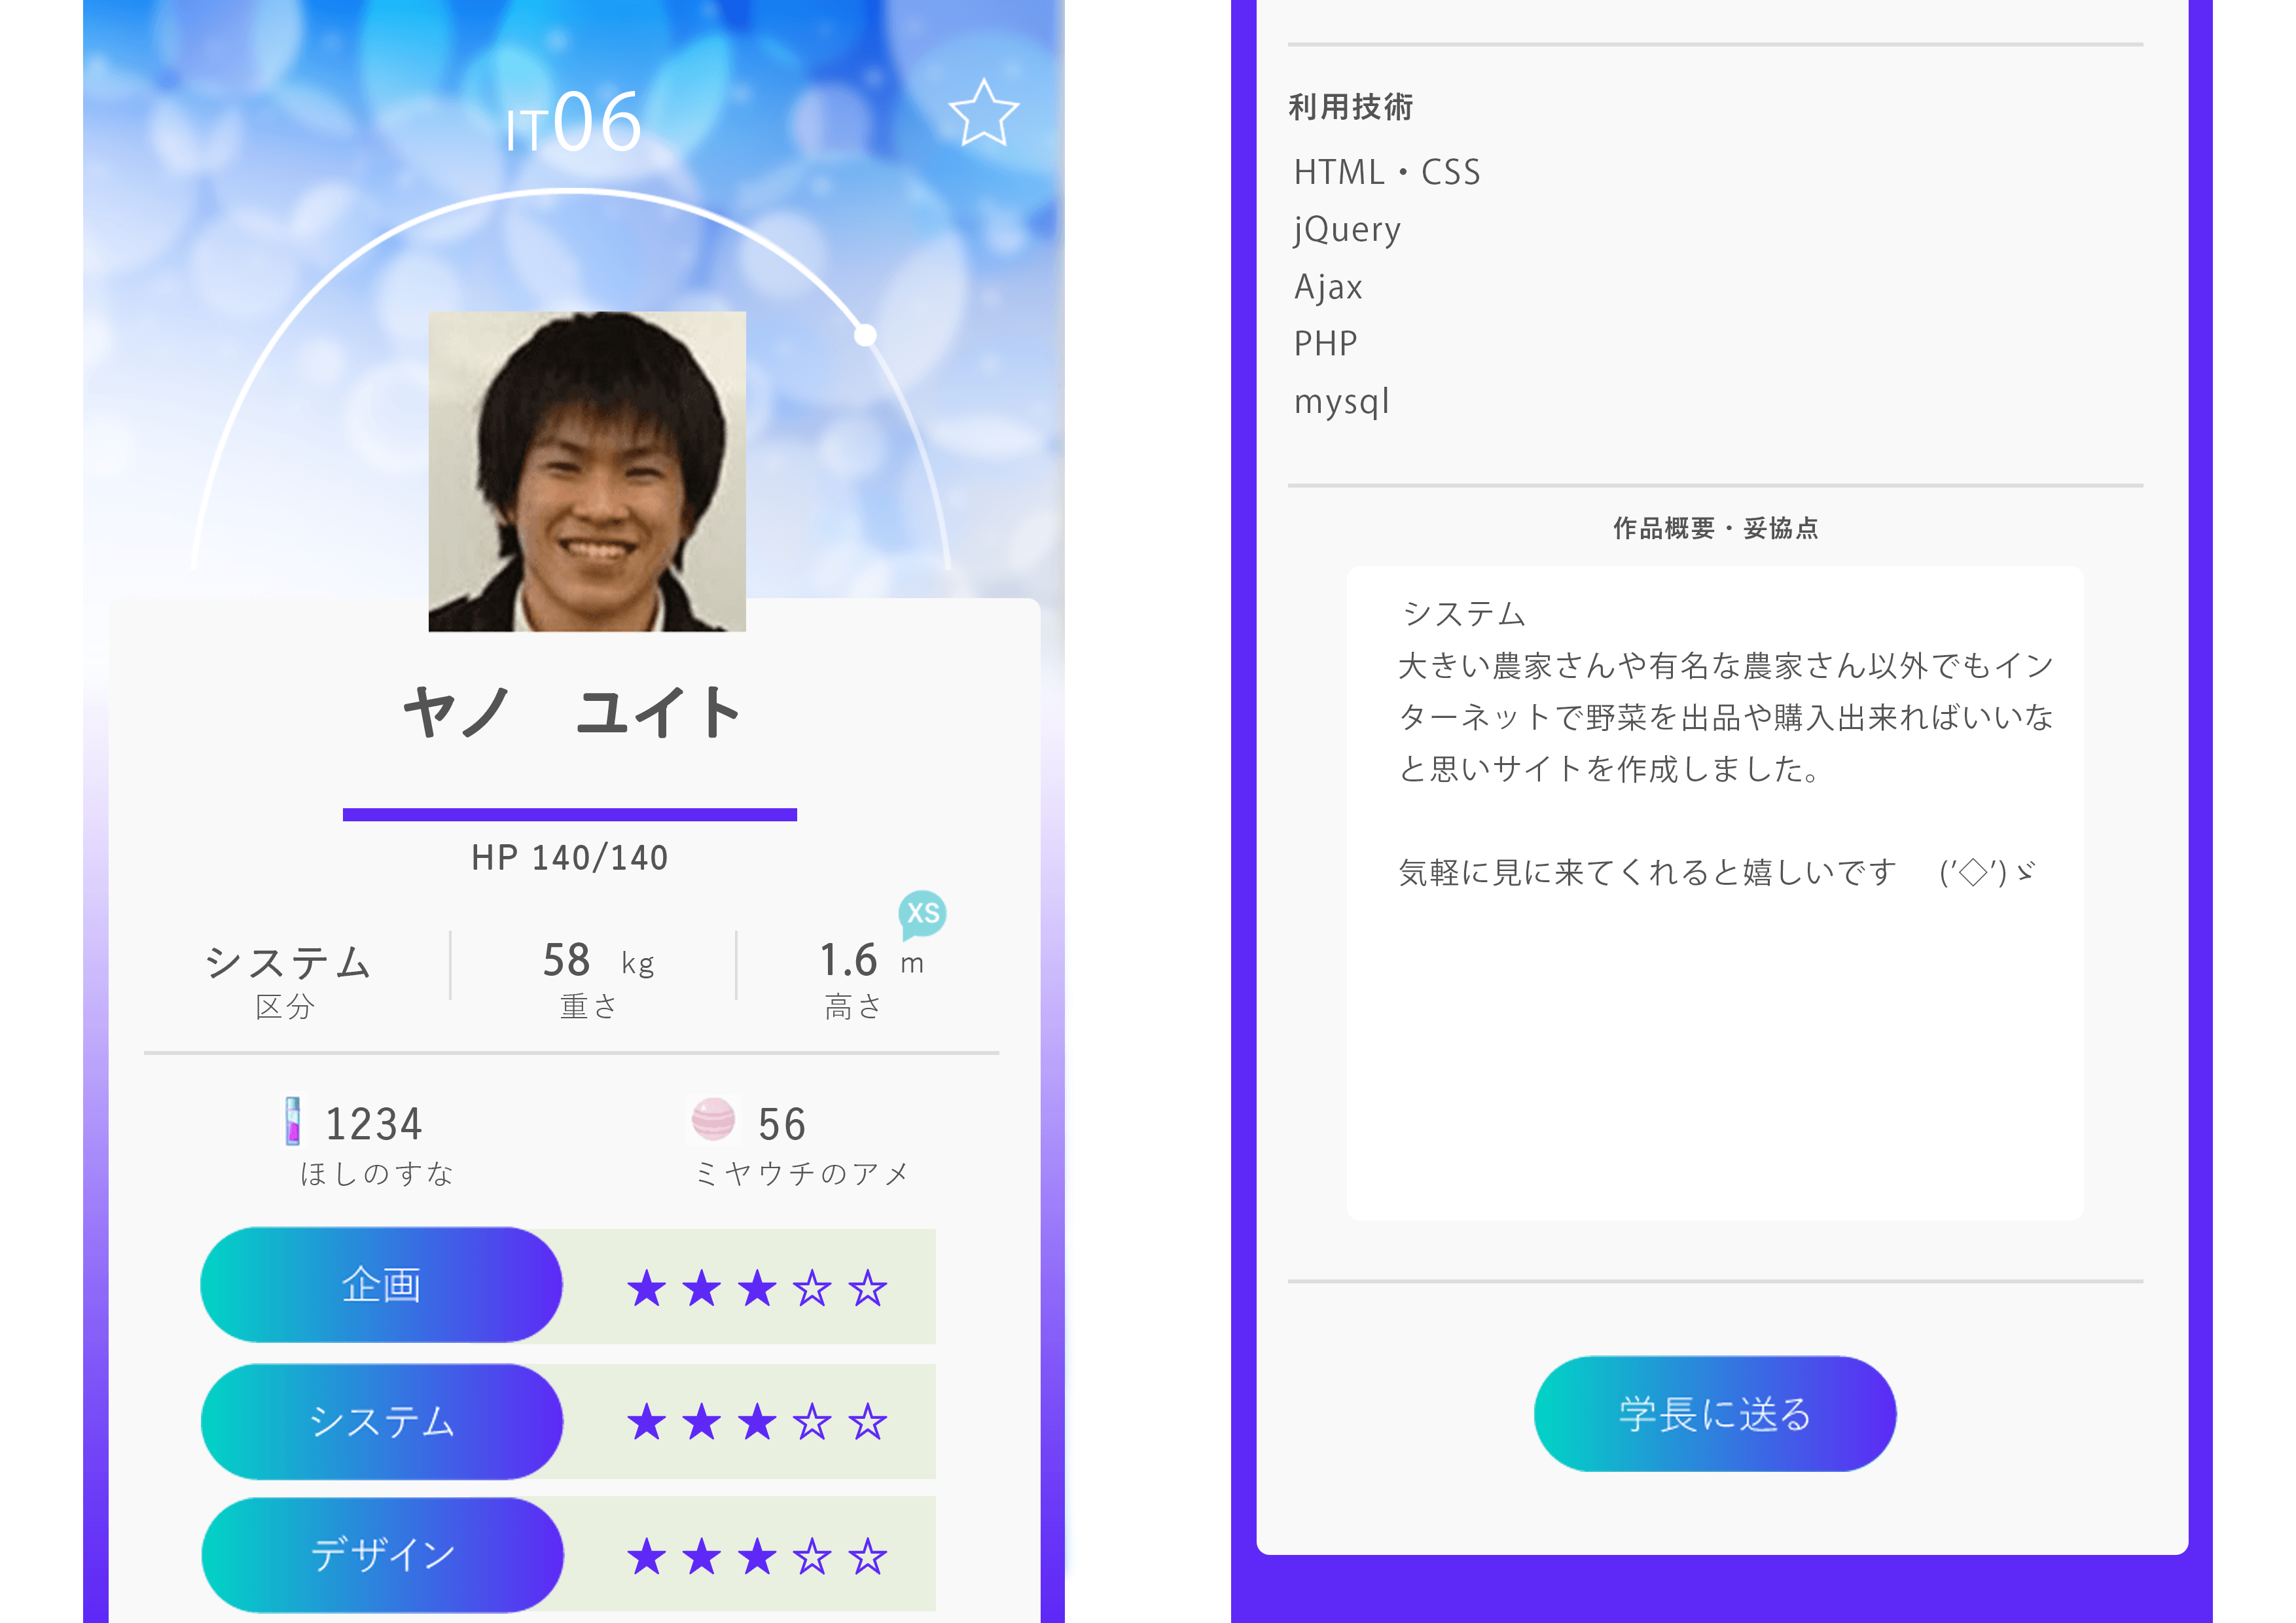 IT06
ヤノ　ユイト
HP 140/140
XS
システム
区分
58 kg
重さ
1.6 m
高さ
1234
ほしのすな
56
ミヤウチのアメ
企画 ★★★☆☆
システム ★★★☆☆
デザイン ★★★☆☆
利用技術
HTML・CSS
jQuery
Ajax
PHP
mysql
作品概要・妥協点
システム
大きい農家さんや有名な農家さん以外でもイン
ターネットで野菜を出品や購入出来ればいいな
と思いサイトを作成しました。
気軽に見に来てくれると嬉しいです　('◇')ゞ
学長に送る